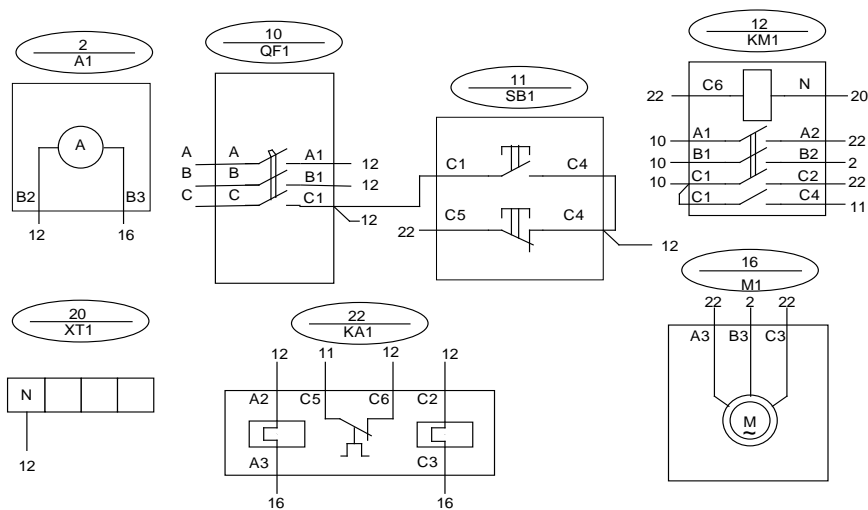 2
A1
A
B2 B3
12 16
10
QF1
A A A1 12
B B B1 12
C C C1
12
11
SB1
C1 C4
22 C5 C4
12
12
KM1
22 C6 N 20
10 A1 A2 22
10 B1 B2 2
10 C1 C2 22
C1 C4 11
16
M1
22 2 22
A3 B3 C3
M
~
20
XT1
N
12
22
KA1
12 11 12 12
A2 C5 C6 C2
A3 C3
16 16